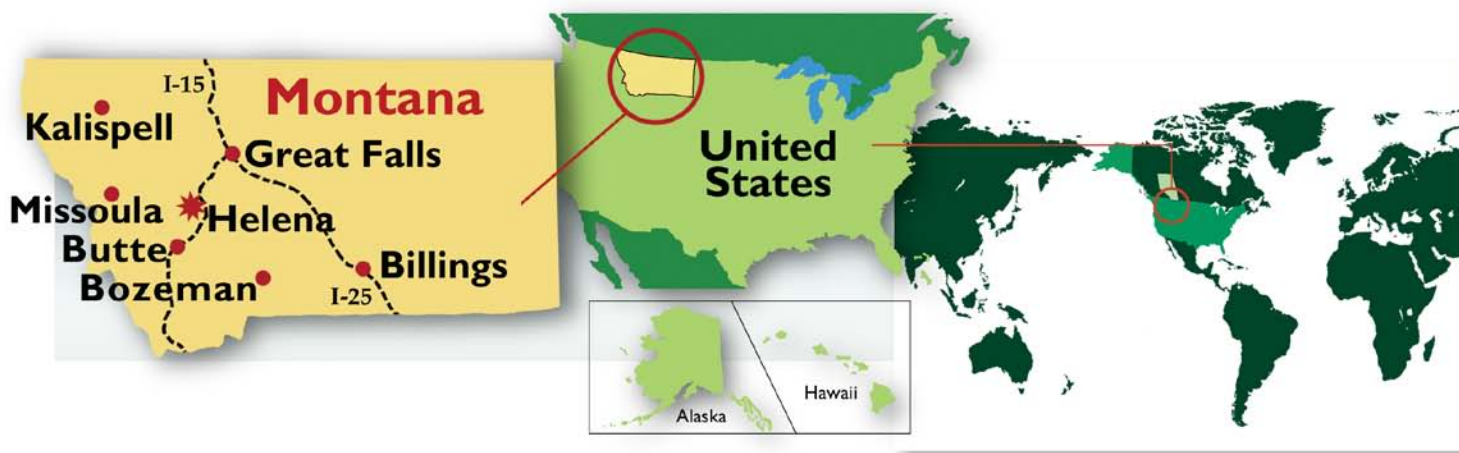 I-15
Montana
Kalispell
Great Falls
Missoula
Helena
Butte
Billings
Bozeman
I-25
United
States
Alaska
Hawaii